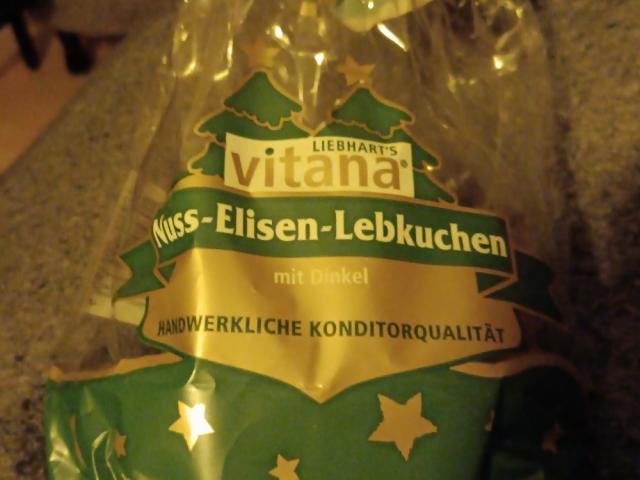 LIEBHART'S
vitana®
Nuss-Elisen-Lebkuchen
mit Dinkel
HANDWERKLICHE KONDITORQUALITÄT